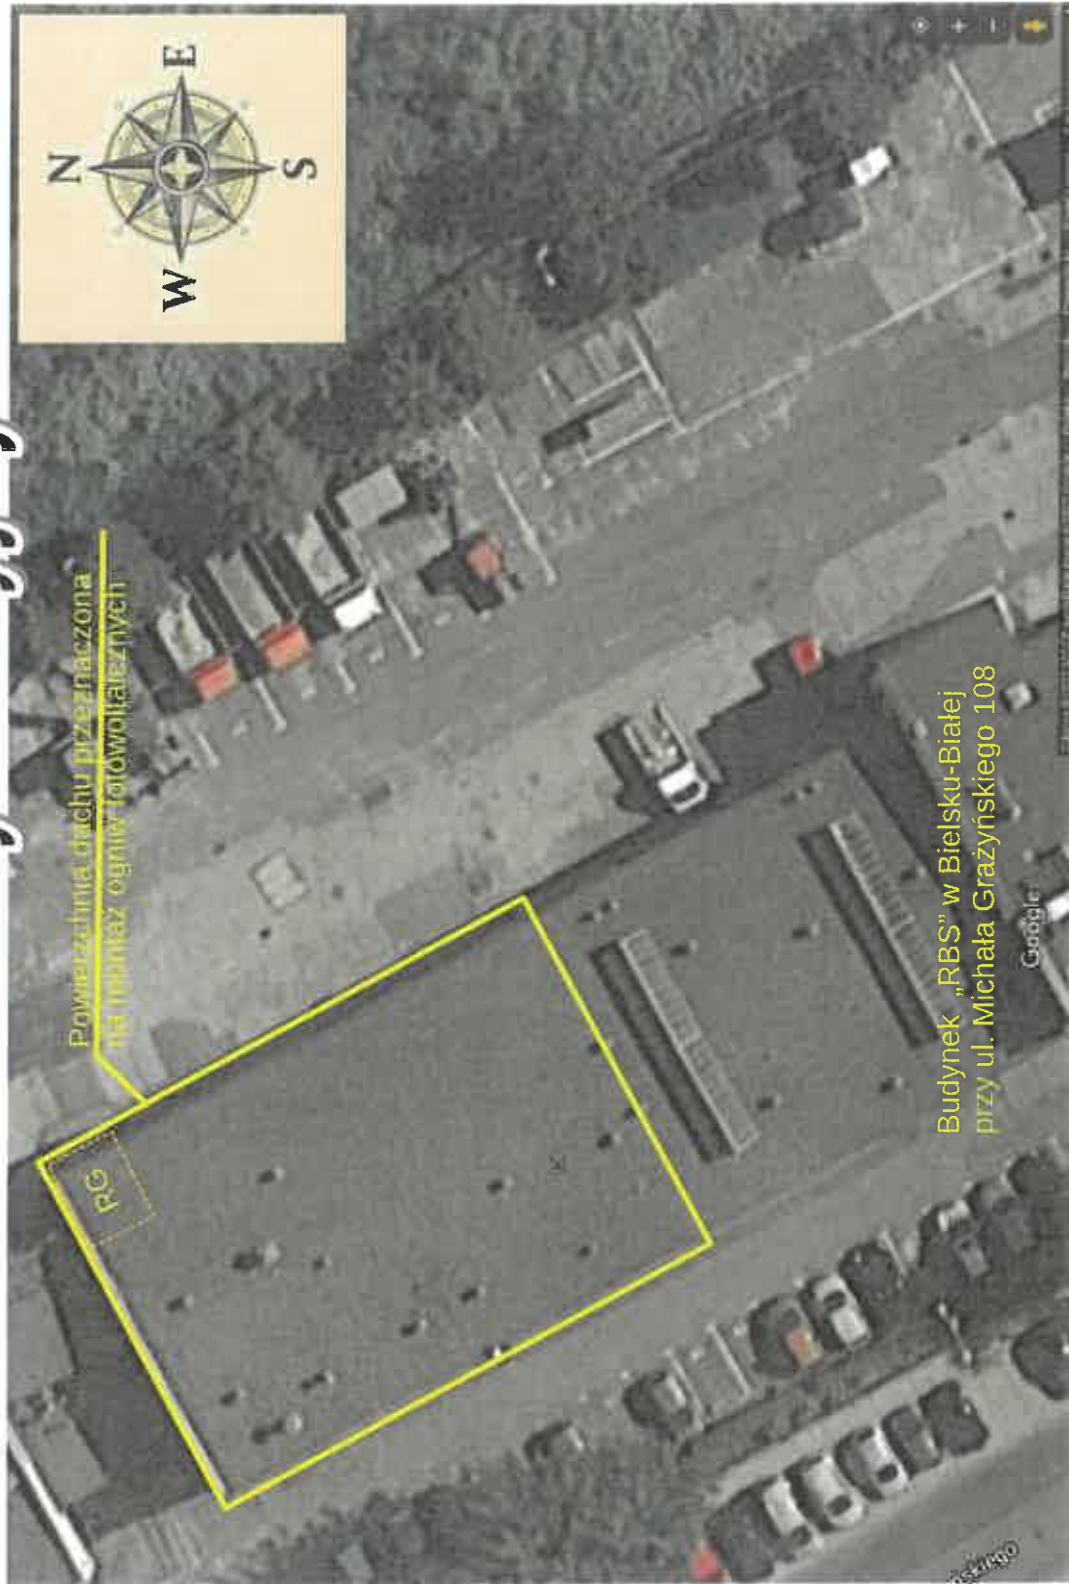 N
E
S
W
Powierzchnia dachu przeznaczona
na montaż ogniw fotowoltaicznych
RG
Budynek „RBS” w Bielsku-Białej
przy ul. Michała Grażyńskiego 108
Google